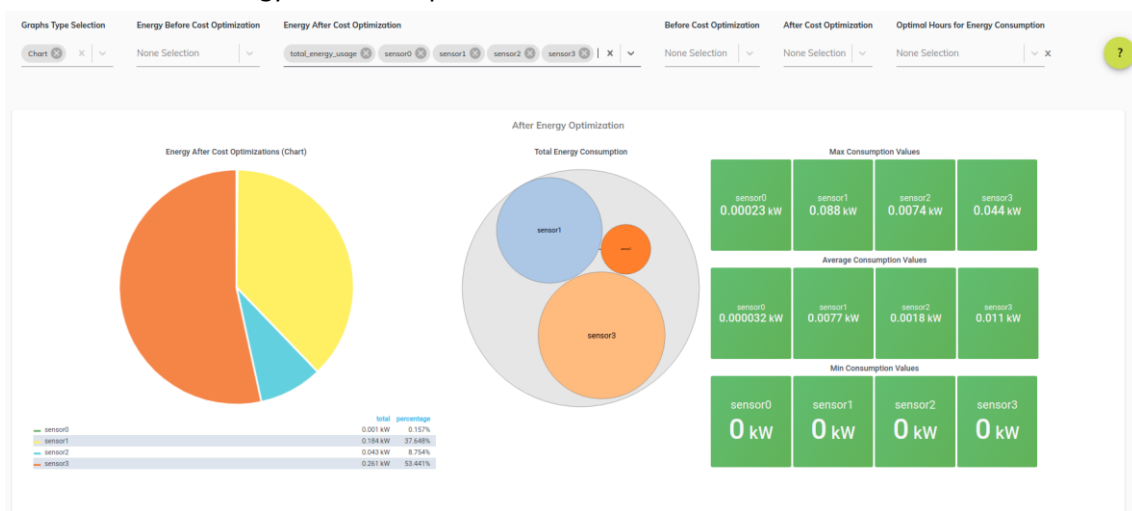 Graphs Type Selection
Energy Before Cost Optimization
Energy After Cost Optimization
Before Cost Optimization
After Cost Optimization
Optimal Hours for Energy Consumption
Chart
None Selection
total_energy_usage sensor0 sensor1 sensor2 sensor3
None Selection
None Selection
None Selection
?
After Energy Optimization
Energy After Cost Optimizations (Chart)
total percentage
sensor0 0.001 kW 0.157%
sensor1 0.184 kW 37.648%
sensor2 0.043 kW 8.754%
sensor3 0.261 kW 53.441%
Total Energy Consumption
sensor1
sensor3
Max Consumption Values
sensor0
0.00023 kW
sensor1
0.088 kW
sensor2
0.0074 kW
sensor3
0.044 kW
Average Consumption Values
sensor0
0.000032 kW
sensor1
0.0077 kW
sensor2
0.0018 kW
sensor3
0.011 kW
Min Consumption Values
sensor0
0 kW
sensor1
0 kW
sensor2
0 kW
sensor3
0 kW